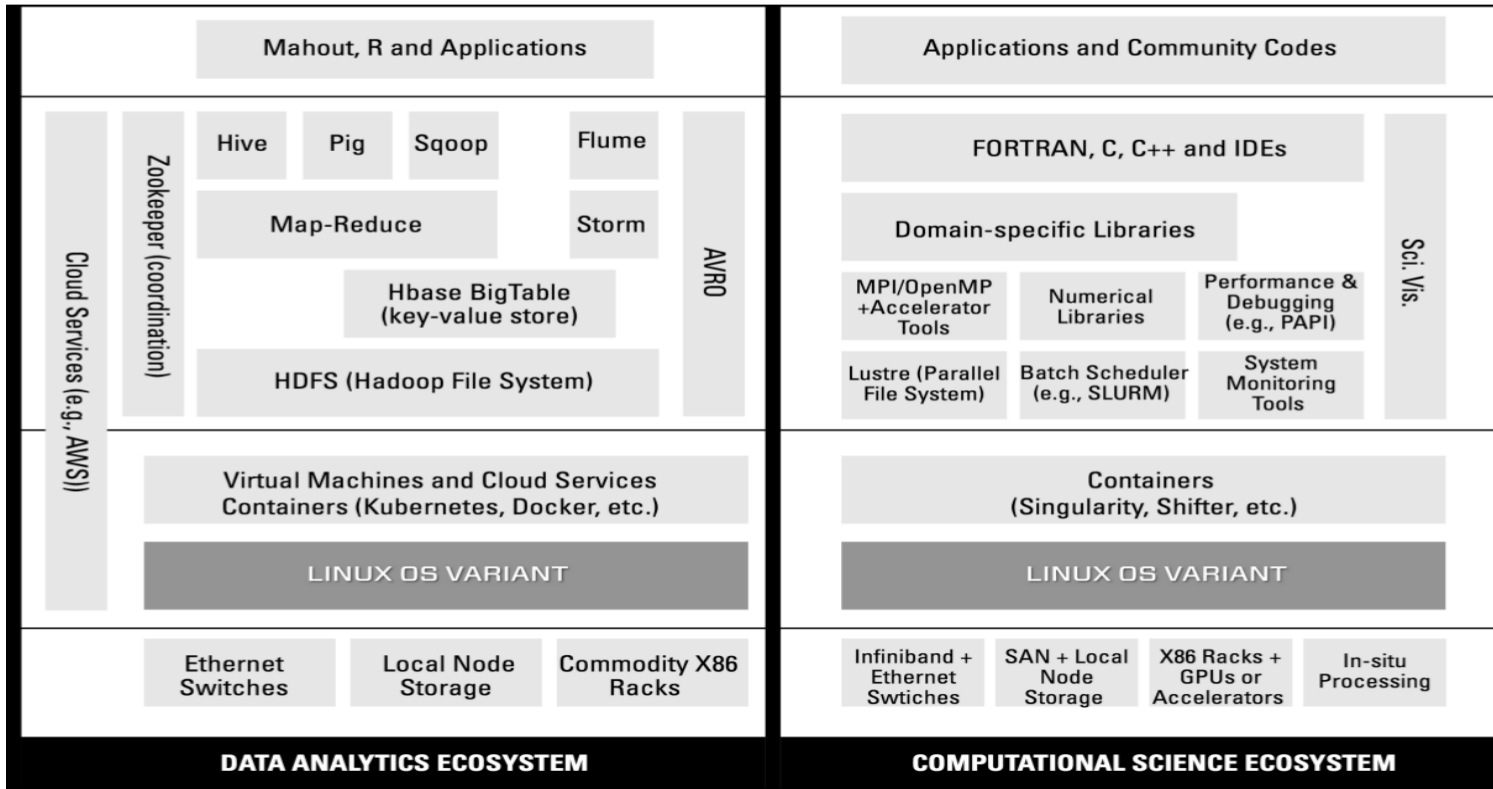 Mahout, R and Applications
Cloud Services (e.g., AWS))
Zookeeper (coordination)
Hive
Pig
Sqoop
Flume
Map-Reduce
Storm
Hbase BigTable
(key-value store)
HDFS (Hadoop File System)
AVRO
Virtual Machines and Cloud Services
Containers (Kubernetes, Docker, etc.)
LINUX OS VARIANT
Ethernet
Switches
Local Node
Storage
Commodity X86
Racks
DATA ANALYTICS ECOSYSTEM
Applications and Community Codes
FORTRAN, C, C++ and IDEs
Domain-specific Libraries
MPI/OpenMP
+Accelerator
Tools
Numerical
Libraries
Performance &
Debugging
(e.g., PAPI)
Lustre (Parallel
File System)
Batch Scheduler
(e.g., SLURM)
System
Monitoring
Tools
Sci. Vis.
Containers
(Singularity, Shifter, etc.)
LINUX OS VARIANT
Infiniband +
Ethernet
Swtiches
SAN + Local
Node
Storage
X86 Racks +
GPUs or
Accelerators
In-situ
Processing
COMPUTATIONAL SCIENCE ECOSYSTEM